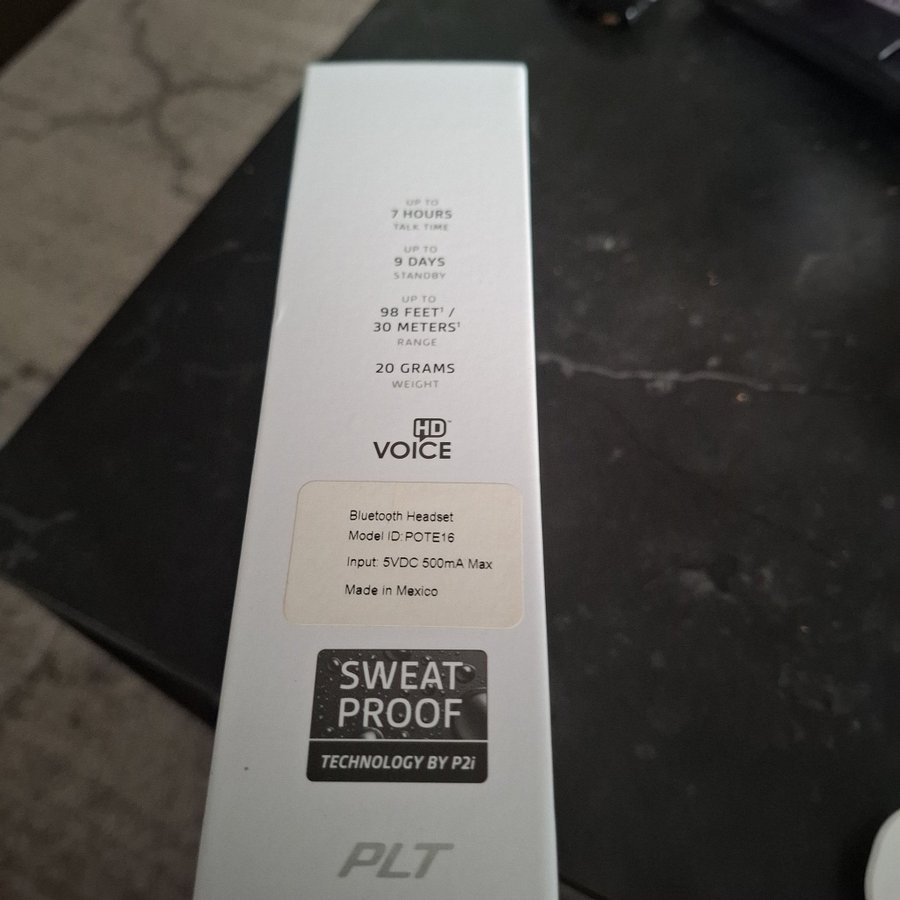 UP TO
7 HOURS
TALK TIME
UP TO
9 DAYS
STANDBY
UP TO
98 FEET¹ /
30 METERS¹
RANGE
20 GRAMS
WEIGHT
HD™
VOICE
Bluetooth Headset
Model ID:POTE16
Input: 5VDC 500mA Max
Made in Mexico
SWEAT
PROOF
TECHNOLOGY BY P2i
PLT